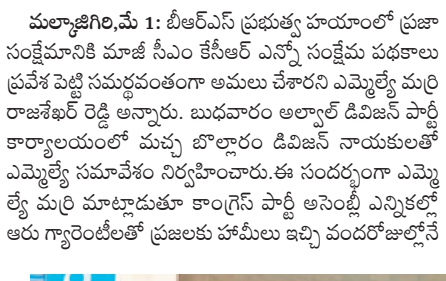 మల్కాజిగిరి,మే 1: బీఆర్ఎస్ ప్రభుత్వ హయాంలో ప్రజా
సంక్షేమానికి మాజీ సీఎం కేసీఆర్ ఎన్నో సంక్షేమ పథకాలు
ప్రవేశ పెట్టి సమర్థవంతంగా అమలు చేశారని ఎమ్మెల్యే మర్రి
రాజశేఖర్ రెడ్డి అన్నారు. బుధవారం అల్వాల్ డివిజన్ పార్టీ
కార్యాలయంలో మచ్చ బొల్లారం డివిజన్ నాయకులతో
ఎమ్మెల్యే సమావేశం నిర్వహించారు.ఈ సందర్భంగా ఎమ్మె
ల్యే మర్రి మాట్లాడుతూ కాంగ్రెస్ పార్టీ అసెంబ్లీ ఎన్నికల్లో
ఆరు గ్యారెంటీలతో ప్రజలకు హామీలు ఇచ్చి వందరోజుల్లోనే